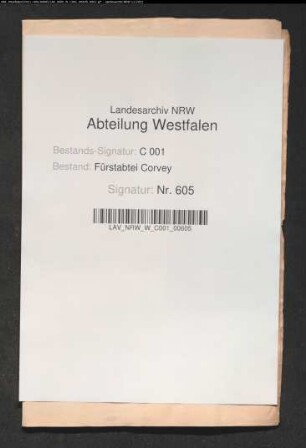 Landesarchiv NRW
Abteilung Westfalen
Bestands-Signatur: C 001
Bestand: Fürstabtei Corvey
Signatur: Nr. 605
LAV_NRW_W_C001_00605